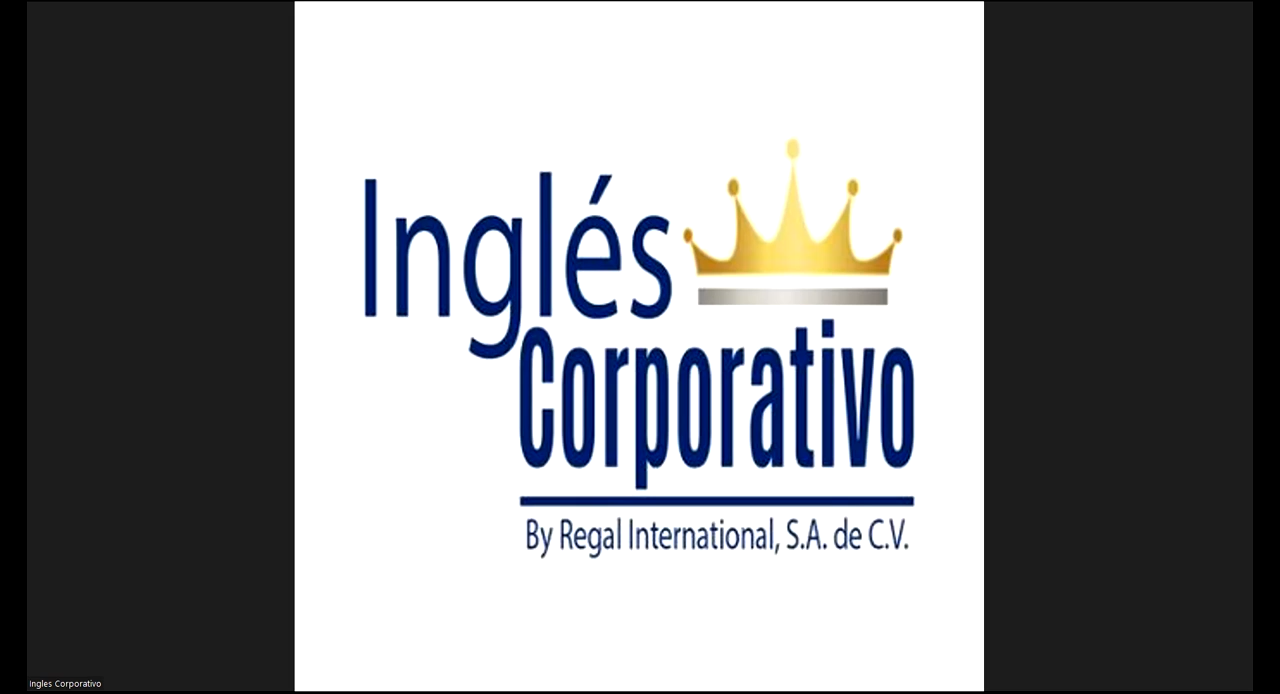 Inglés
Corporativo
By Regal International, S.A. de C.V.
Ingles Corporativo